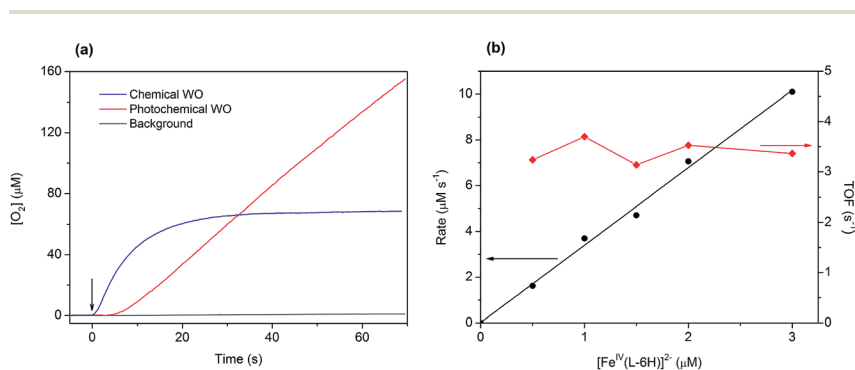 (a)
(b)
160
120
80
40
0
[O₂] (μM)
Chemical WO
Photochemical WO
Background
0
20
40
60
Time (s)
10
8
6
4
2
0
Rate (μM s⁻¹)
5
4
3
2
1
0
TOF (s⁻¹)
0
1
2
3
[Feᴵⱽ(L-6H)]²⁻ (μM)